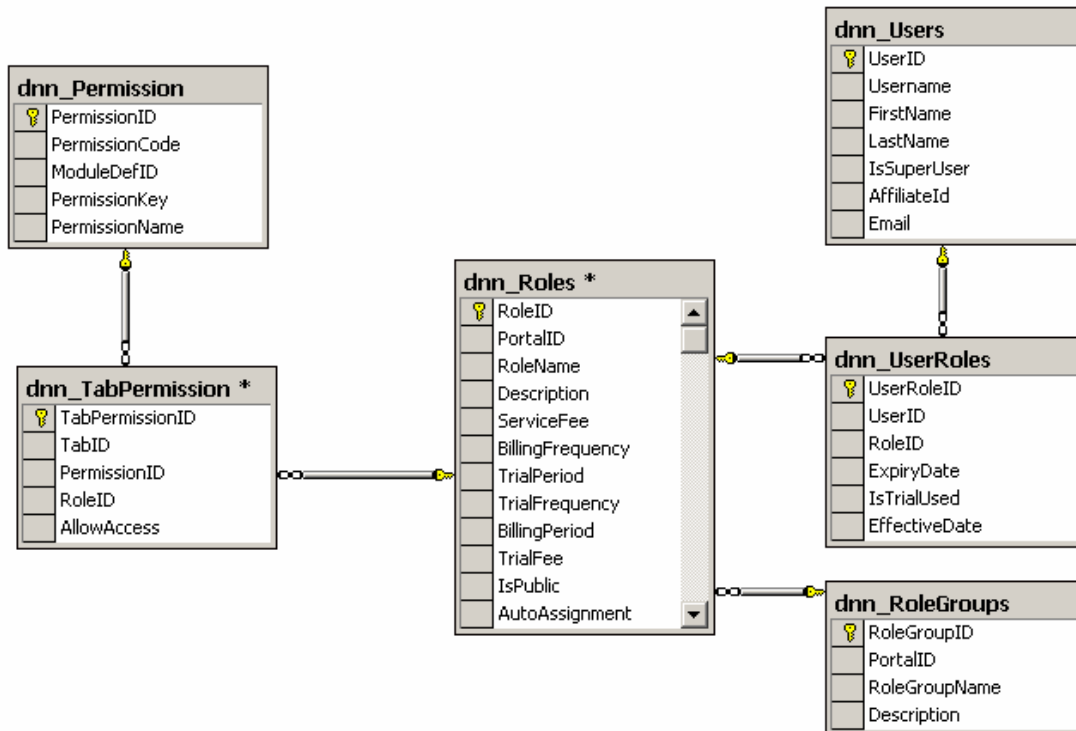 dnn_Permission
PermissionID
PermissionCode
ModuleDefID
PermissionKey
PermissionName
dnn_TabPermission *
TabPermissionID
TabID
PermissionID
RoleID
AllowAccess
dnn_Roles *
RoleID
PortalID
RoleName
Description
ServiceFee
BillingFrequency
TrialPeriod
TrialFrequency
BillingPeriod
TrialFee
IsPublic
AutoAssignment
dnn_Users
UserID
Username
FirstName
LastName
IsSuperUser
AffiliateId
Email
dnn_UserRoles
UserRoleID
UserID
RoleID
ExpiryDate
IsTrialUsed
EffectiveDate
dnn_RoleGroups
RoleGroupID
PortalID
RoleGroupName
Description